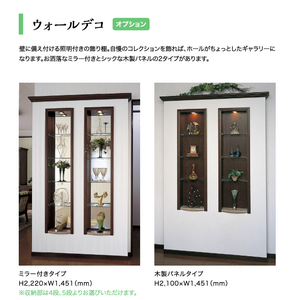 ウォールデコ オプション
壁に備え付ける照明付きの飾り棚。自慢のコレクションを飾れば、ホールがちょっとしたギャラリーに
なります。お洒落なミラー付きとシックな木製パネルの2タイプがあります。
ミラー付きタイプ
H2,220×W1,451（mm）
※収納部は4段、5段よりお選びいただけます。
木製パネルタイプ
H2,100×W1,451（mm）